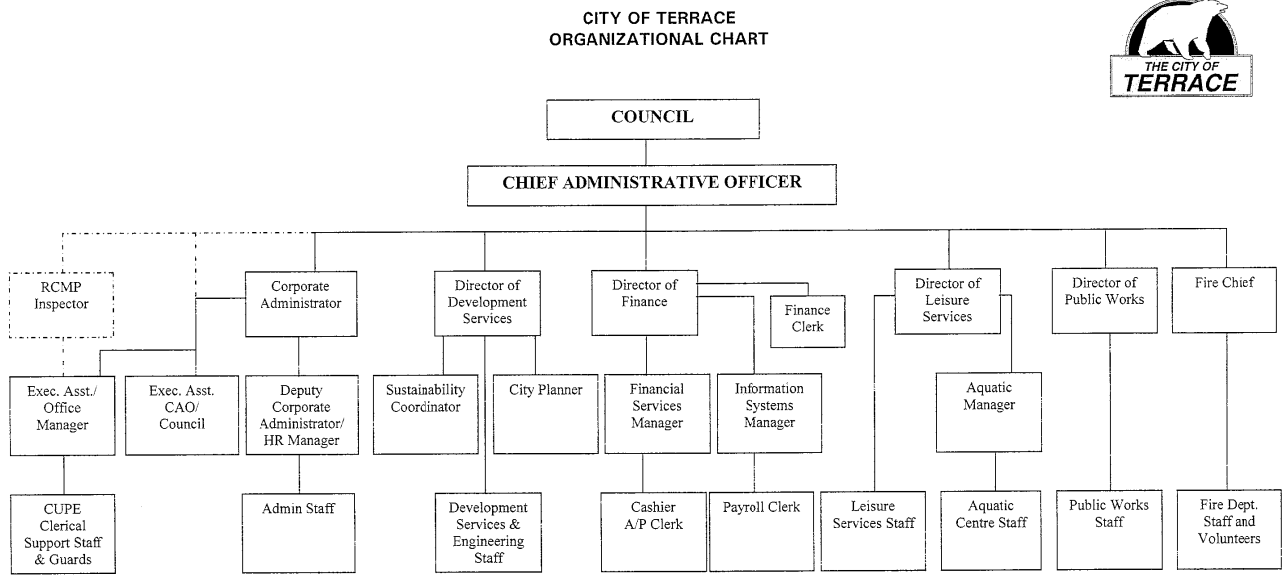 CITY OF TERRACE
ORGANIZATIONAL CHART
THE CITY OF
TERRACE
COUNCIL
CHIEF ADMINISTRATIVE OFFICER
RCMP
Inspector
Corporate
Administrator
Director of
Development
Services
Director of
Finance
Finance
Clerk
Director of
Leisure
Services
Director of
Public Works
Fire Chief
Exec. Asst./
Office
Manager
Exec. Asst.
CAO/
Council
Deputy
Corporate
Administrator/
HR Manager
Sustainability
Coordinator
City Planner
Financial
Services
Manager
Information
Systems
Manager
Aquatic
Manager
CUPE
Clerical
Support Staff
& Guards
Admin Staff
Development
Services &
Engineering
Staff
Cashier
A/P Clerk
Payroll Clerk
Leisure
Services Staff
Aquatic
Centre Staff
Public Works
Staff
Fire Dept.
Staff and
Volunteers